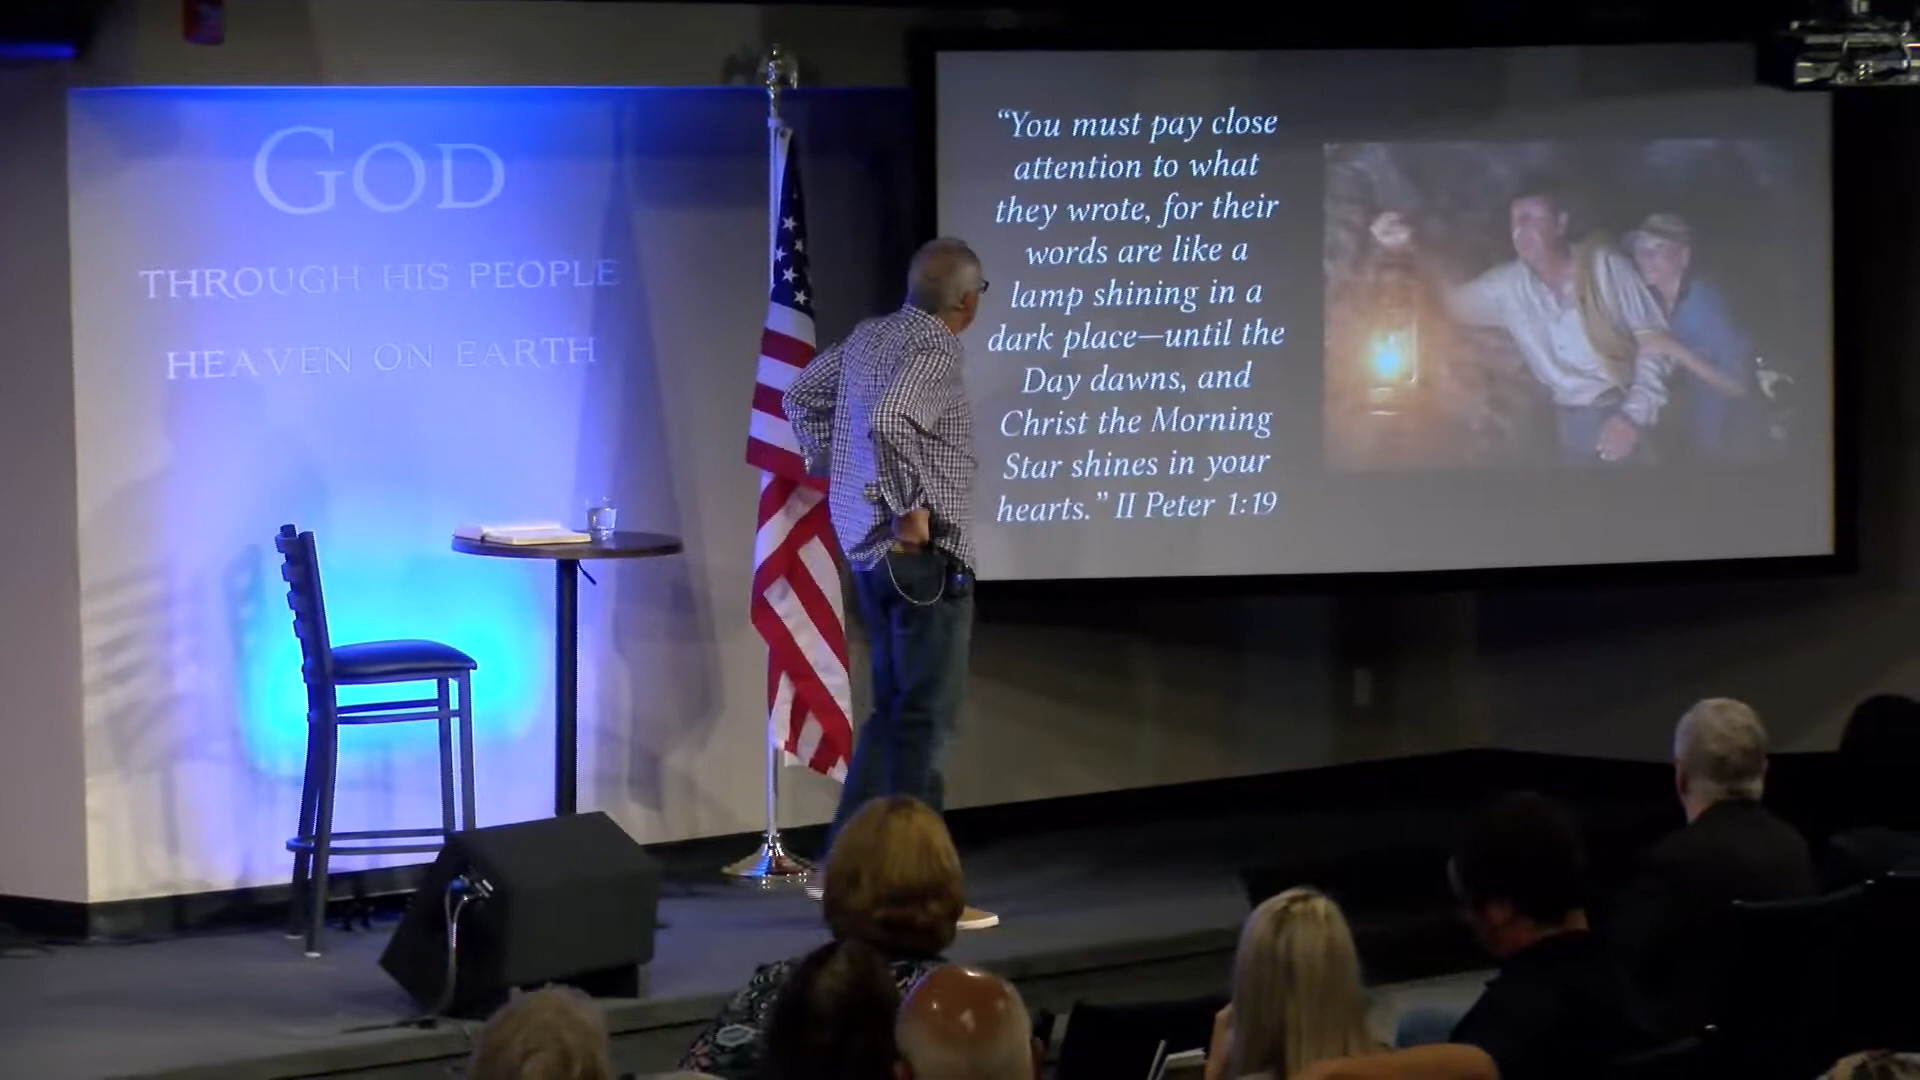 GOD
THROUGH HIS PEOPLE
HEAVEN ON EARTH
“You must pay close
attention to what
they wrote, for their
words are like a
lamp shining in a
dark place—until the
Day dawns, and
Christ the Morning
Star shines in your
hearts.” II Peter 1:19